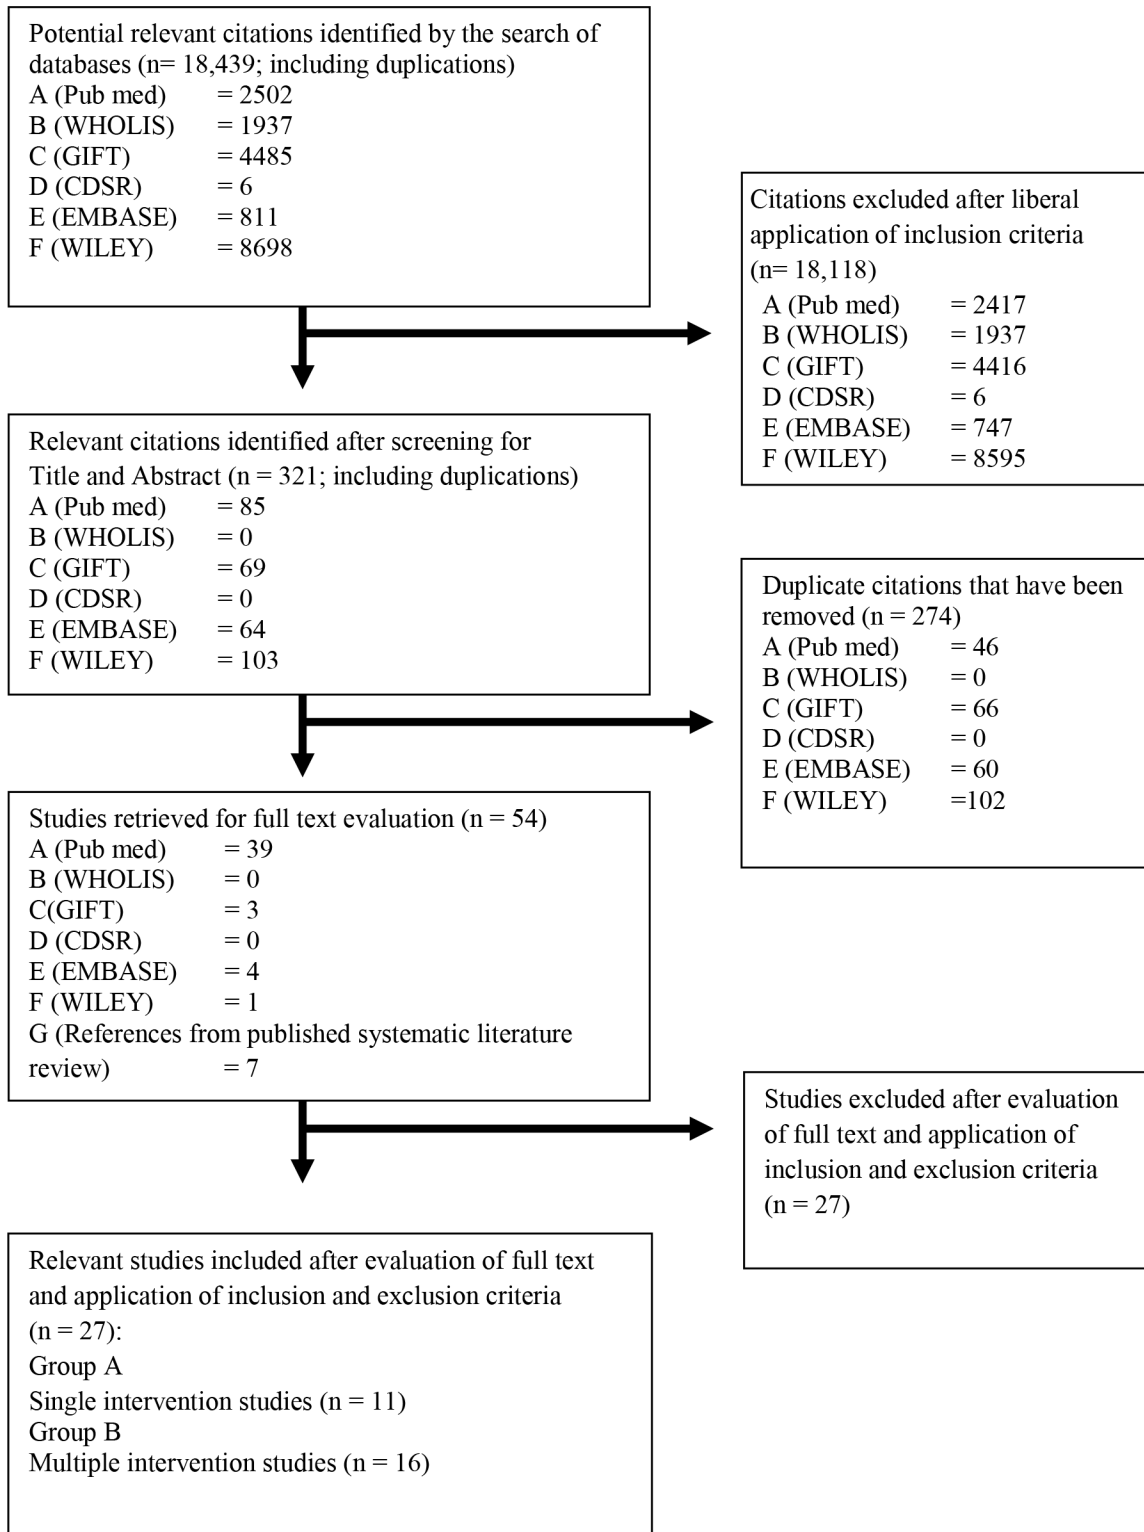 Potential relevant citations identified by the search of
databases (n= 18,439; including duplications)
A (Pub med) = 2502
B (WHOLIS) = 1937
C (GIFT) = 4485
D (CDSR) = 6
E (EMBASE) = 811
F (WILEY) = 8698
Citations excluded after liberal
application of inclusion criteria
(n= 18,118)
A (Pub med) = 2417
B (WHOLIS) = 1937
C (GIFT) = 4416
D (CDSR) = 6
E (EMBASE) = 747
F (WILEY) = 8595
Relevant citations identified after screening for
Title and Abstract (n = 321; including duplications)
A (Pub med) = 85
B (WHOLIS) = 0
C (GIFT) = 69
D (CDSR) = 0
E (EMBASE) = 64
F (WILEY) = 103
Duplicate citations that have been
removed (n = 274)
A (Pub med) = 46
B (WHOLIS) = 0
C (GIFT) = 66
D (CDSR) = 0
E (EMBASE) = 60
F (WILEY) =102
Studies retrieved for full text evaluation (n = 54)
A (Pub med) = 39
B (WHOLIS) = 0
C(GIFT) = 3
D (CDSR) = 0
E (EMBASE) = 4
F (WILEY) = 1
G (References from published systematic literature
review) = 7
Studies excluded after evaluation
of full text and application of
inclusion and exclusion criteria
(n = 27)
Relevant studies included after evaluation of full text
and application of inclusion and exclusion criteria
(n = 27):
Group A
Single intervention studies (n = 11)
Group B
Multiple intervention studies (n = 16)